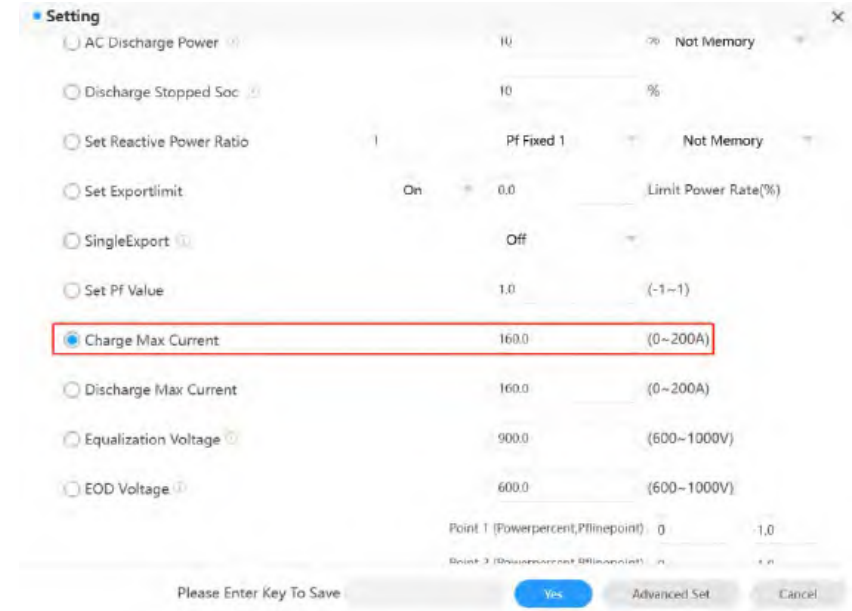 Setting
AC Discharge Power 10 % Not Memory
Discharge Stopped Soc 10 %
Set Reactive Power Ratio Pf Fixed 1 Not Memory
Set Exportlimit On 0.0 Limit Power Rate(%)
SingleExport Off
Set Pf Value 1.0 (-1~1)
Charge Max Current 160.0 (0~200A)
Discharge Max Current 160.0 (0~200A)
Equalization Voltage 900.0 (600~1000V)
EOD Voltage 600.0 (600~1000V)
Point 1 (Powerpercent,Pflinepoint) 0 -1.0
Please Enter Key To Save Yes Advanced Set Cancel